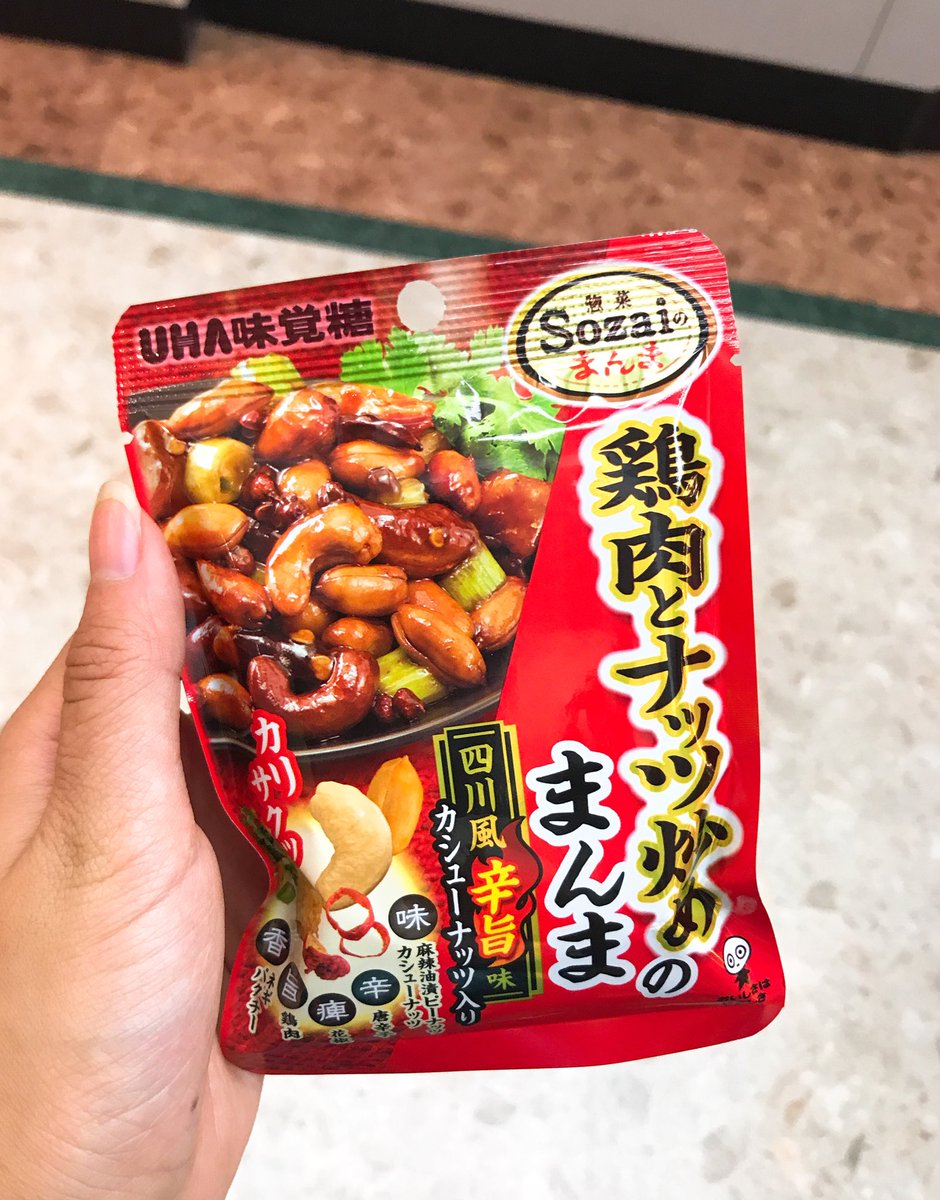 UHA味覚糖
惣菜
Sozaiの
まんま
鶏肉とナッツ炒めの
まんま
四川風
辛旨味
カシューナッツ入り
カリッ
サクッ
味
麻辣油漬ピーナッツ
カシューナッツ
辛
唐辛子
痺
花椒
旨
鶏肉
香
ネギ
パウダー